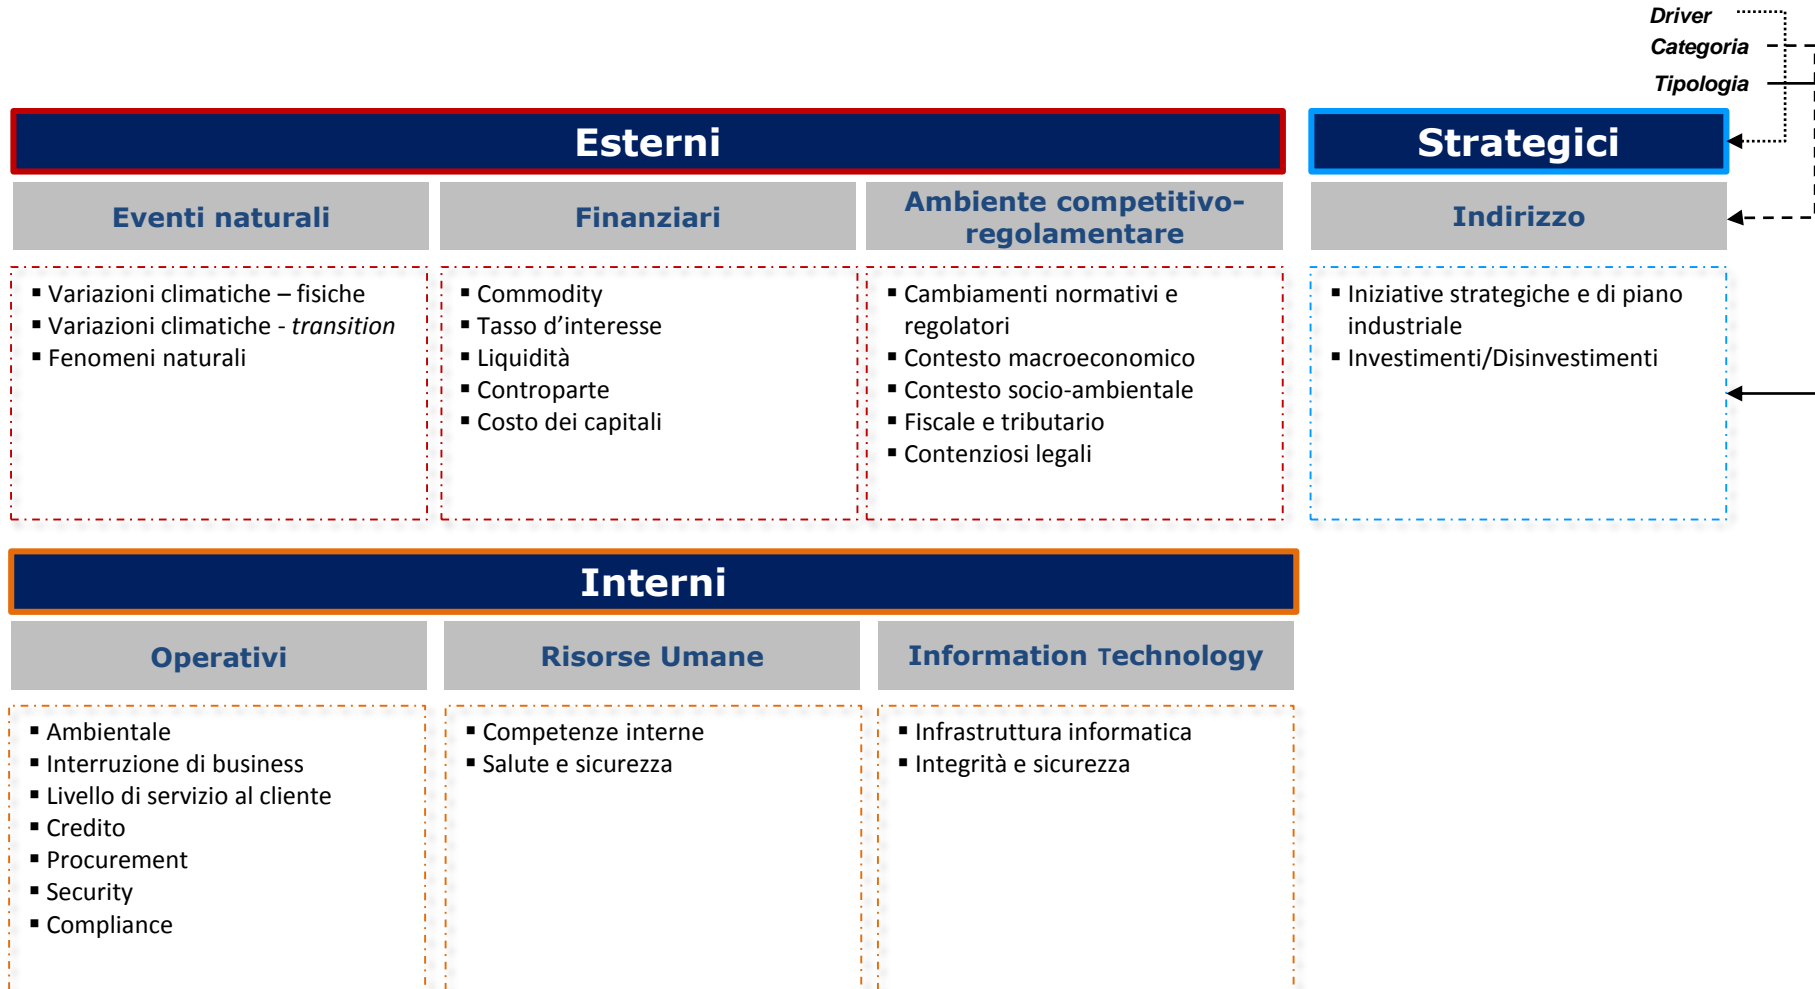 Driver
Categoria
Tipologia
Esterni
Strategici
Eventi naturali
Finanziari
Ambiente competitivo-
regolamentare
Indirizzo
▪ Variazioni climatiche – fisiche
▪ Variazioni climatiche - transition
▪ Fenomeni naturali
▪ Commodity
▪ Tasso d’interesse
▪ Liquidità
▪ Controparte
▪ Costo dei capitali
▪ Cambiamenti normativi e
regolatori
▪ Contesto macroeconomico
▪ Contesto socio-ambientale
▪ Fiscale e tributario
▪ Contenziosi legali
▪ Iniziative strategiche e di piano
industriale
▪ Investimenti/Disinvestimenti
Interni
Operativi
Risorse Umane
Information Technology
▪ Ambientale
▪ Interruzione di business
▪ Livello di servizio al cliente
▪ Credito
▪ Procurement
▪ Security
▪ Compliance
▪ Competenze interne
▪ Salute e sicurezza
▪ Infrastruttura informatica
▪ Integrità e sicurezza